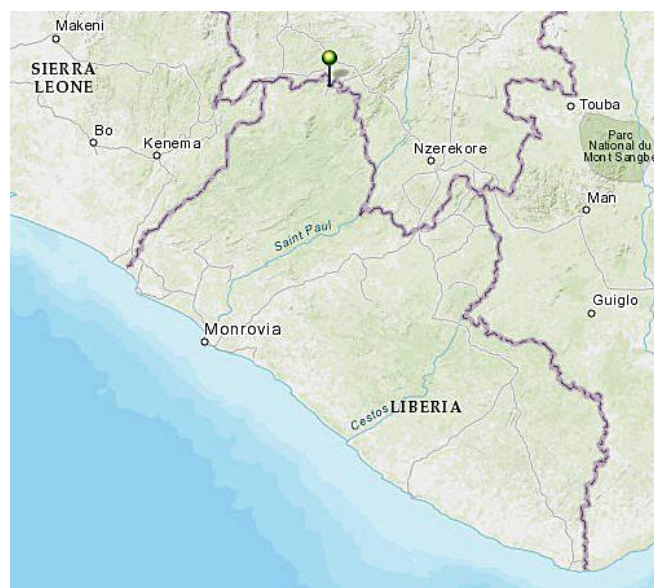 Makeni
SIERRA
LEONE
Bo
Kenema
Touba
Parc
National du
Mont Sangbe
Nzerekore
Man
Saint Paul
Guiglo
Monrovia
Cestos
LIBERIA